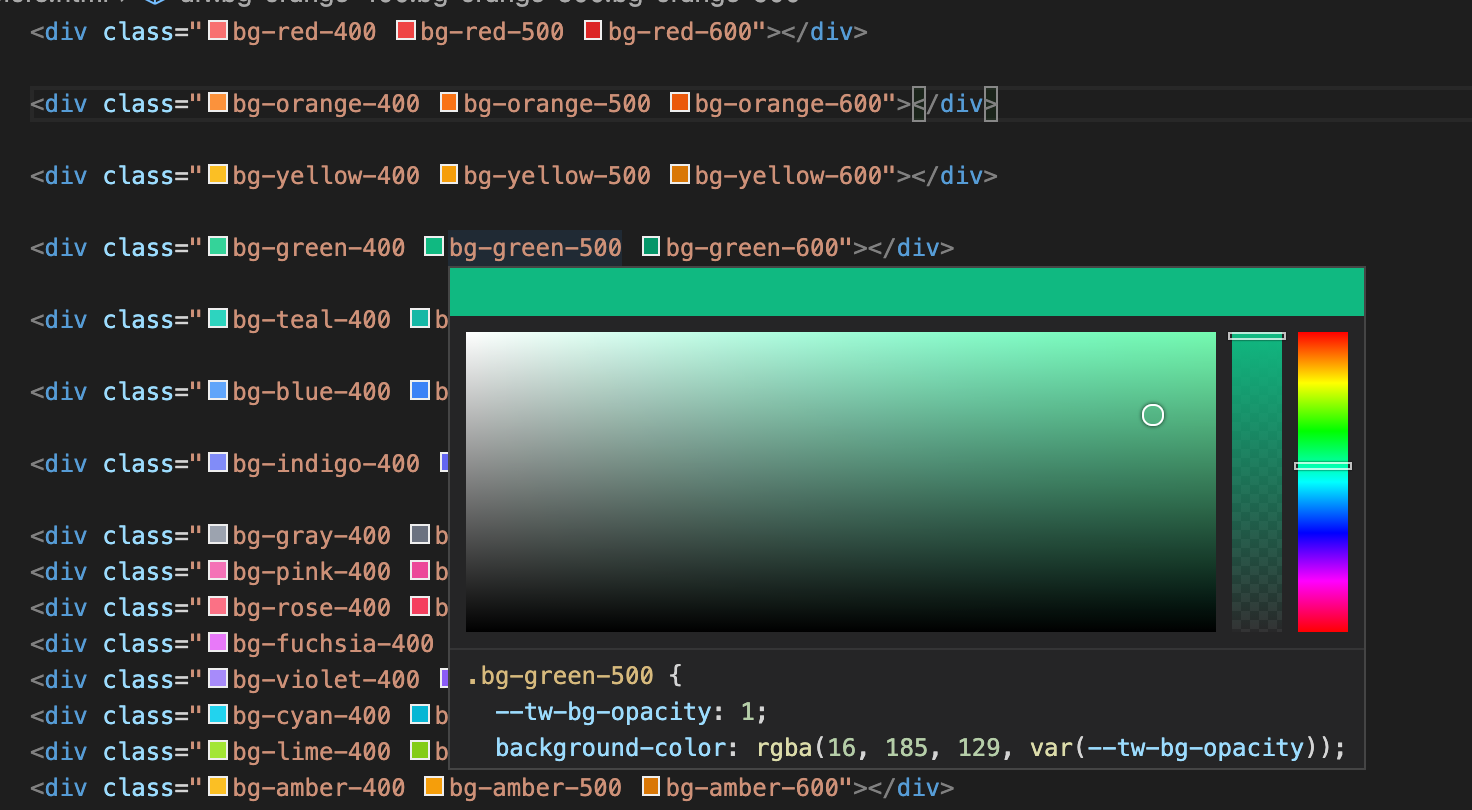 <div class="bg-red-400 bg-red-500 bg-red-600"></div>
<div class="bg-orange-400 bg-orange-500 bg-orange-600"></div>
<div class="bg-yellow-400 bg-yellow-500 bg-yellow-600"></div>
<div class="bg-green-400 bg-green-500 bg-green-600"></div>
<div class="bg-teal-400 b
<div class="bg-blue-400 b
<div class="bg-indigo-400
<div class="bg-gray-400 b
<div class="bg-pink-400 b
<div class="bg-rose-400 b
<div class="bg-fuchsia-400
<div class="bg-violet-400
<div class="bg-cyan-400 b
<div class="bg-lime-400 b
<div class="bg-amber-400 bg-amber-500 bg-amber-600"></div>
.bg-green-500 {
--tw-bg-opacity: 1;
background-color: rgba(16, 185, 129, var(--tw-bg-opacity));